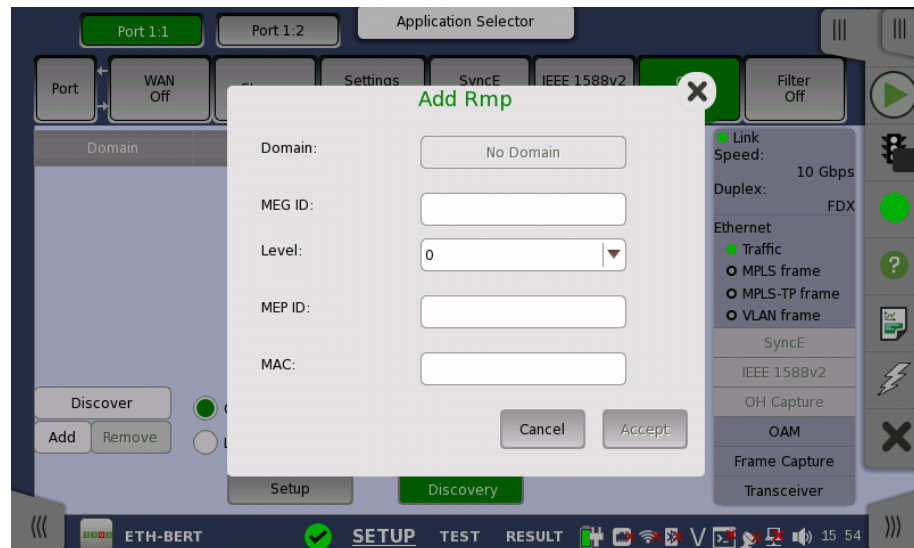 Port 1:1
Port 1:2
Application Selector
Port
WAN
Off
Settings
SyncE
IEEE 1588v2
Filter
Off
Add Rmp
Domain
Domain:
No Domain
MEG ID:
Level:
0
MEP ID:
MAC:
Cancel
Accept
Discover
Add
Remove
Setup
Discovery
Link
Speed:
10 Gbps
Duplex:
FDX
Ethernet
Traffic
MPLS frame
MPLS-TP frame
VLAN frame
SyncE
IEEE 1588v2
OH Capture
OAM
Frame Capture
Transceiver
ETH-BERT
SETUP
TEST
RESULT
15 54